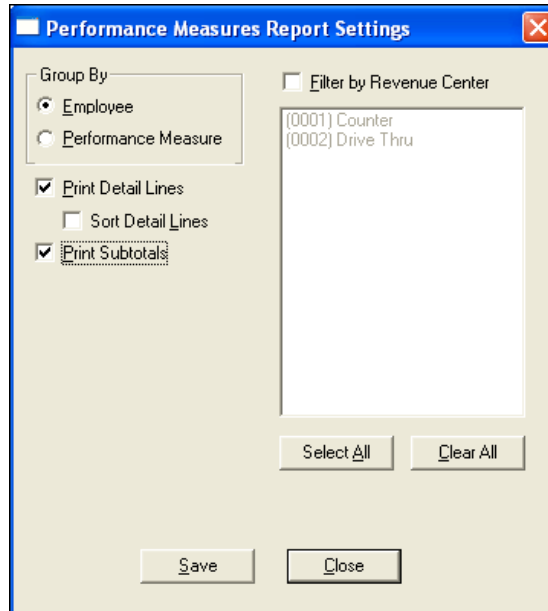 Performance Measures Report Settings
Group By
Employee
Performance Measure
Print Detail Lines
Sort Detail Lines
Print Subtotals
Filter by Revenue Center
(0001) Counter
(0002) Drive Thru
Select All
Clear All
Save
Close